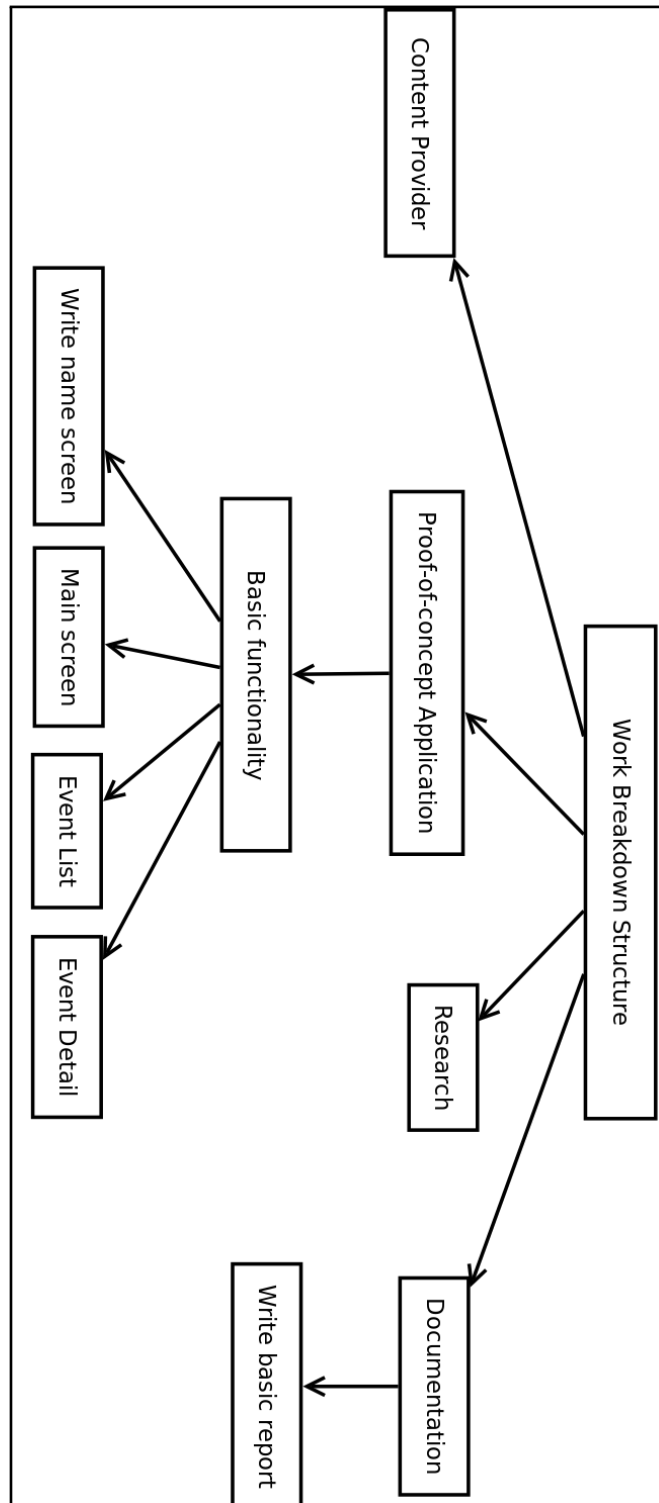 Work Breakdown Structure
Content Provider
Proof-of-concept Application
Research
Documentation
Basic functionality
Write basic report
Write name screen
Main screen
Event List
Event Detail